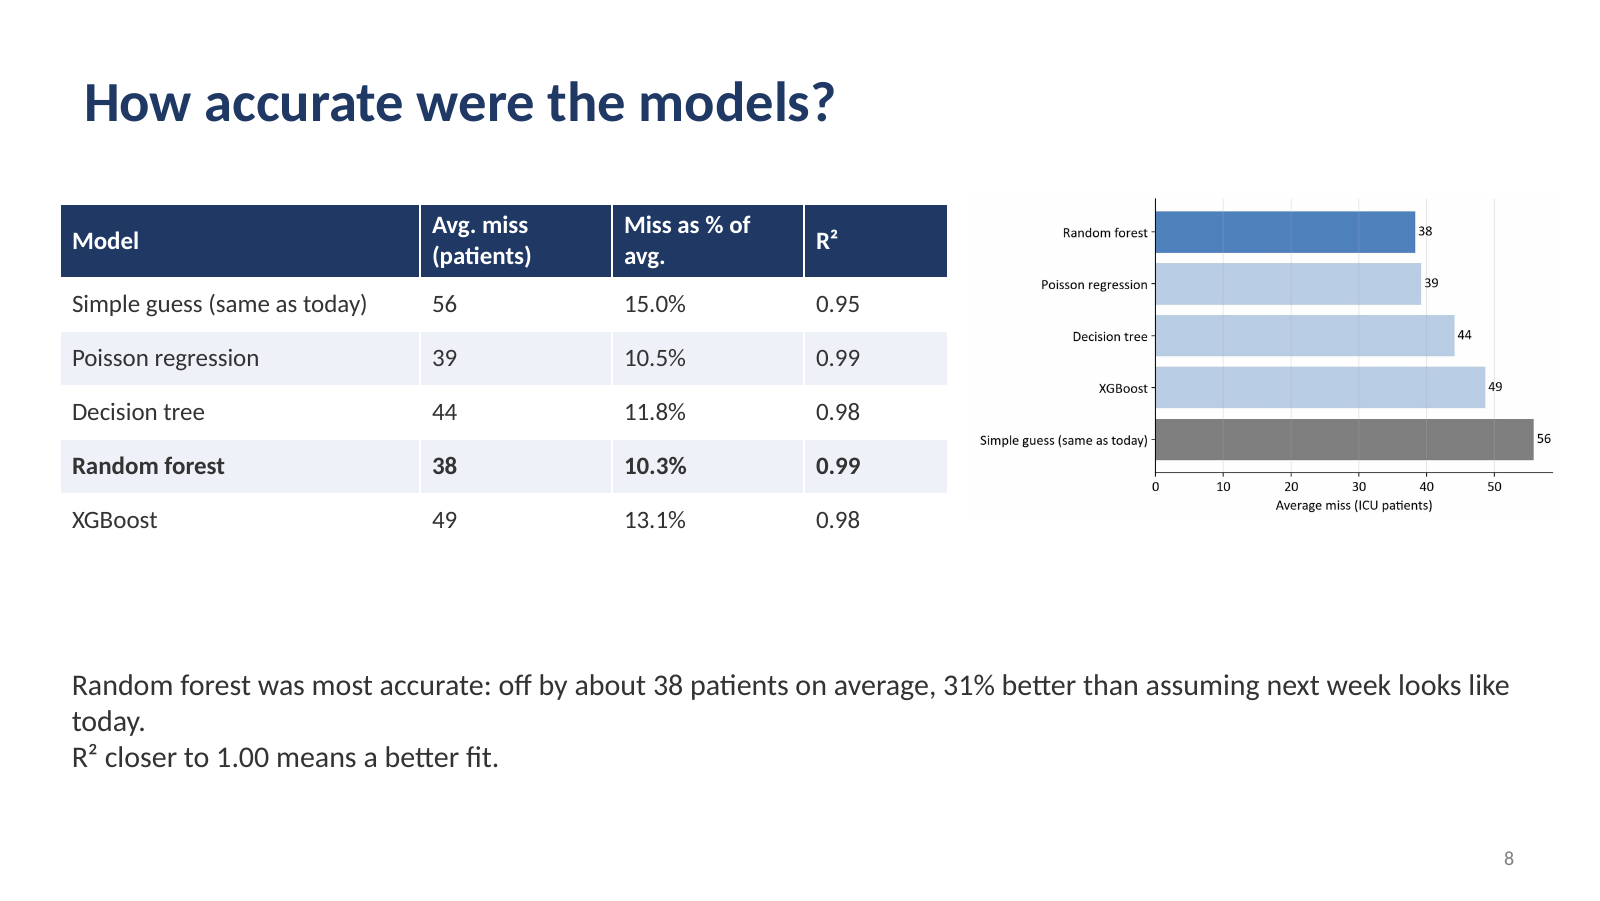 How accurate were the models?
Model
Avg. miss
(patients)
Miss as % of
avg.
R²
Simple guess (same as today) 56 15.0% 0.95
Poisson regression 39 10.5% 0.99
Decision tree 44 11.8% 0.98
Random forest 38 10.3% 0.99
XGBoost 49 13.1% 0.98
Random forest 38
Poisson regression 39
Decision tree 44
XGBoost 49
Simple guess (same as today) 56
0 10 20 30 40 50
Average miss (ICU patients)
Random forest was most accurate: off by about 38 patients on average, 31% better than assuming next week looks like
today.
R² closer to 1.00 means a better fit.
8